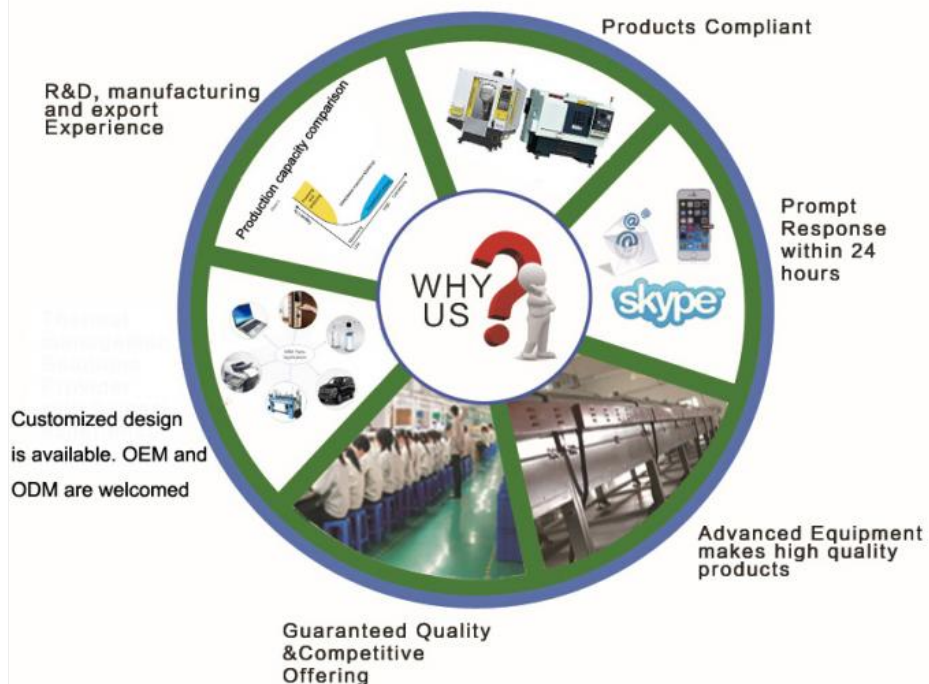 Products Compliant
R&D, manufacturing
and export
Experience
Production capacity comparison
Prompt
Response
within 24
hours
skype
WHY
US
Customized design
is available. OEM and
ODM are welcomed
Advanced Equipment
makes high quality
products
Guaranteed Quality
&Competitive
Offering